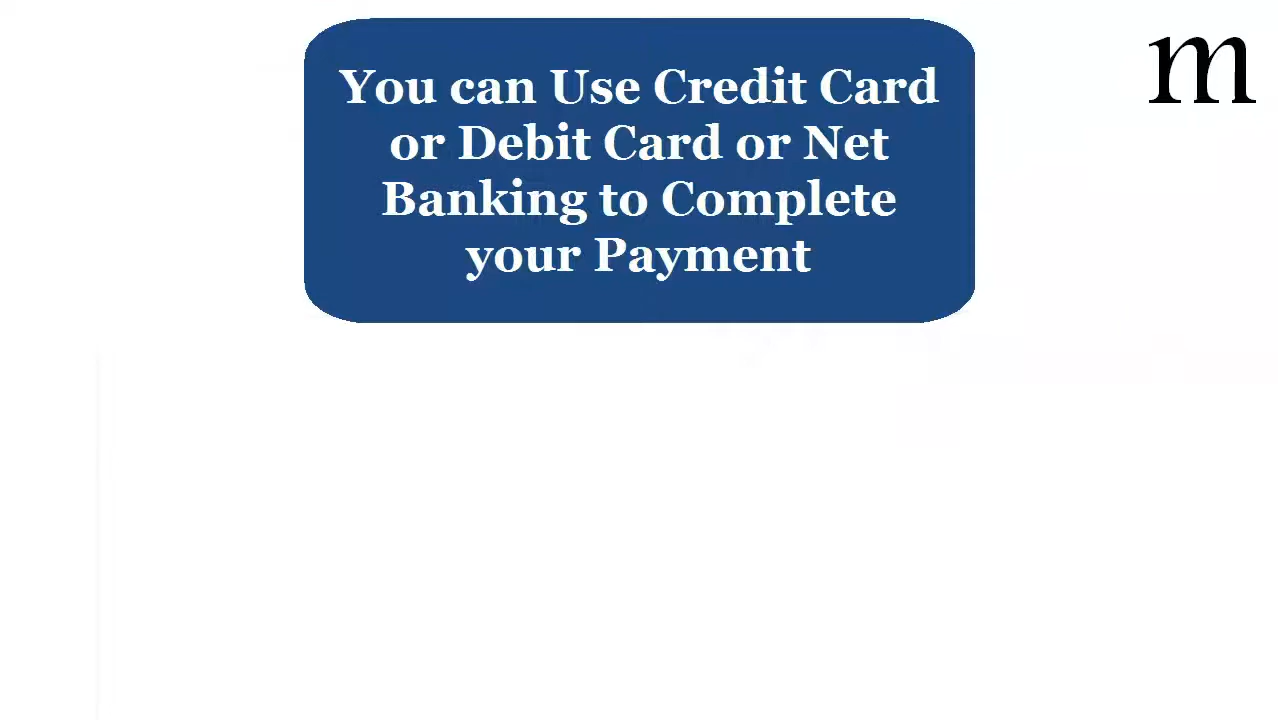 m
You can Use Credit Card
or Debit Card or Net
Banking to Complete
your Payment